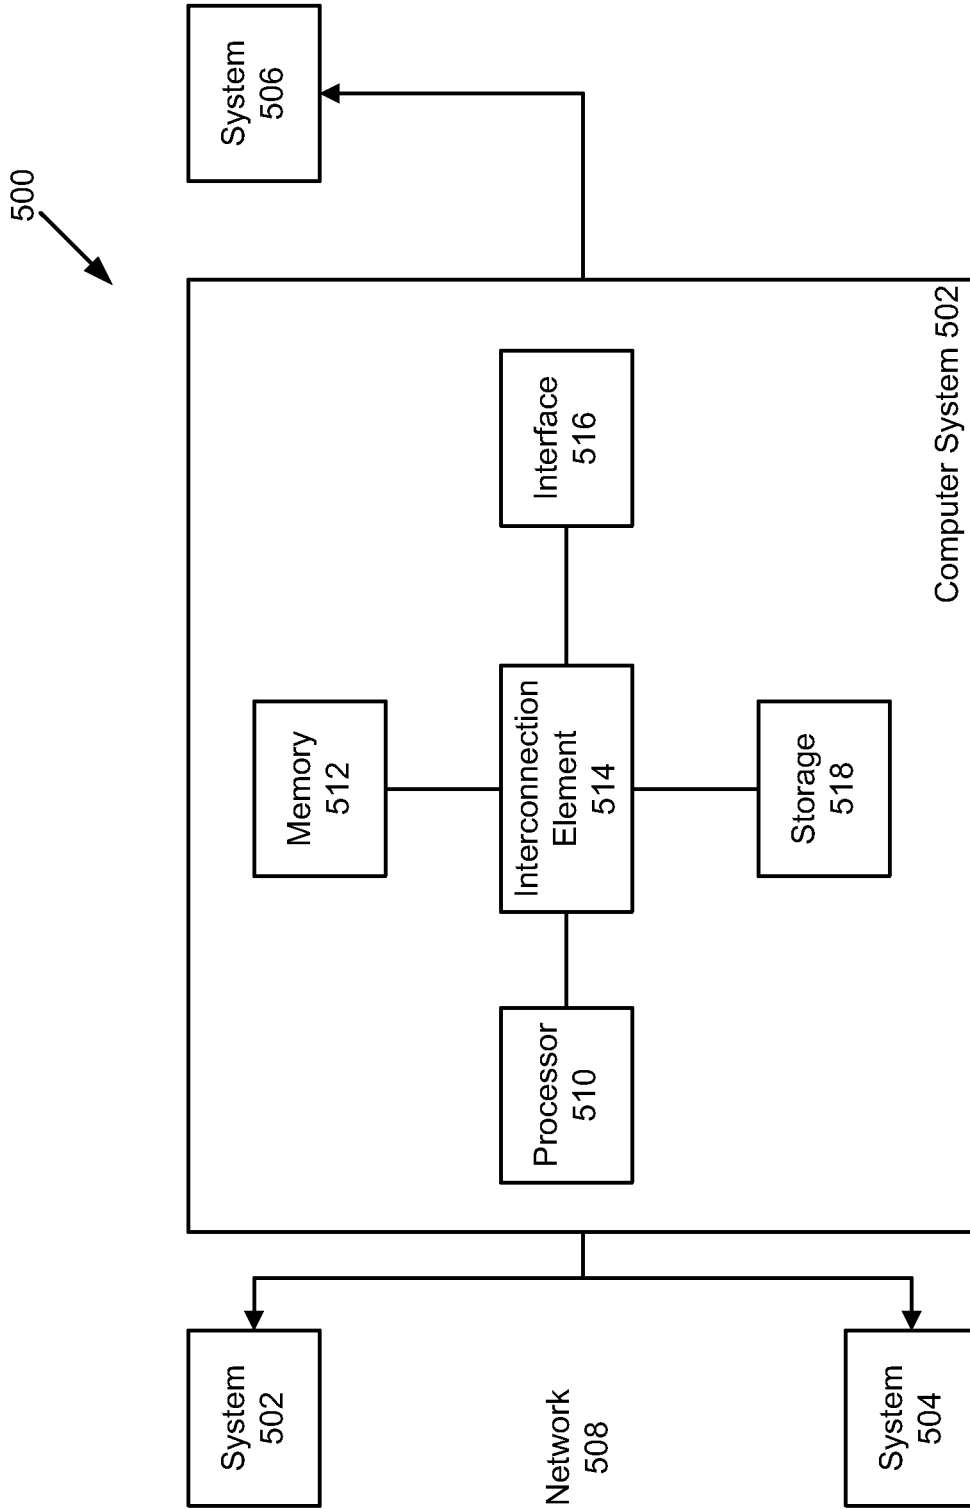 500
System
502
Network
508
System
504
Memory
512
Processor
510
Interconnection
Element
514
Interface
516
Storage
518
Computer System 502
System
506